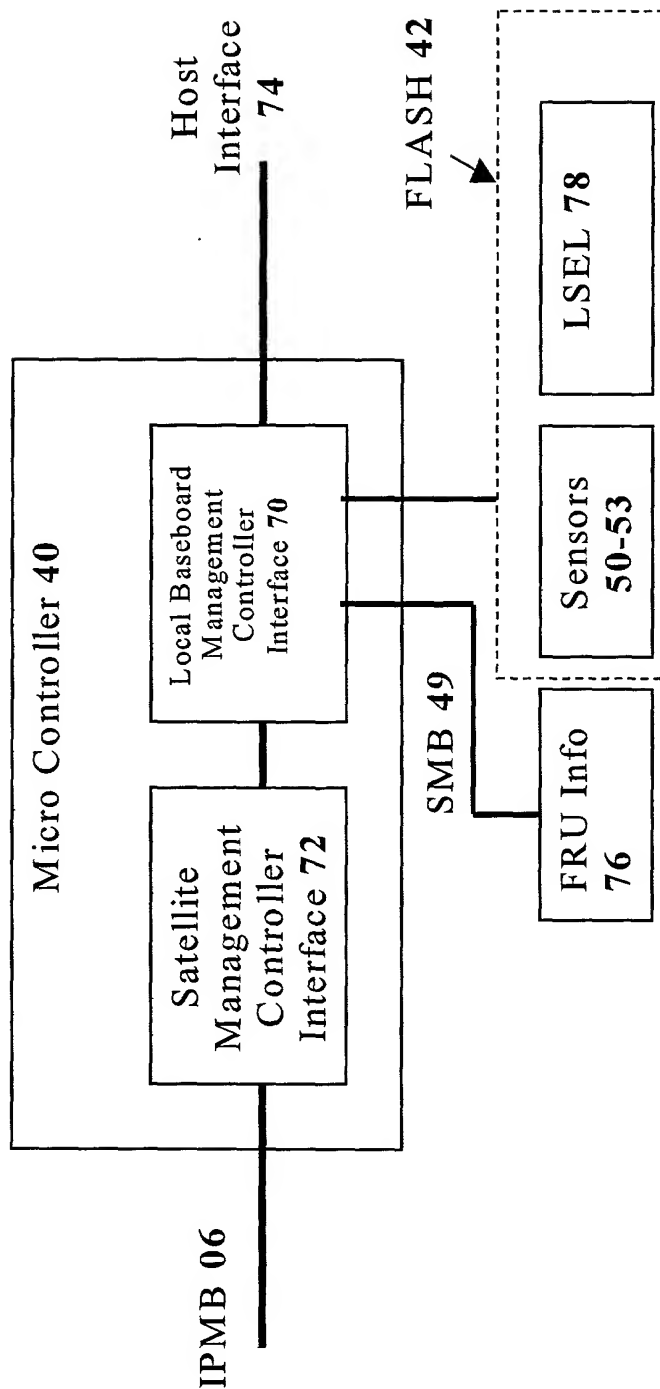 Micro Controller 40
IPMB 06
Satellite
Management
Controller
Interface 72
Local Baseboard
Management
Controller
Interface 70
Host
Interface
74
SMB 49
FLASH 42
FRU Info
76
Sensors
50-53
LSEL 78